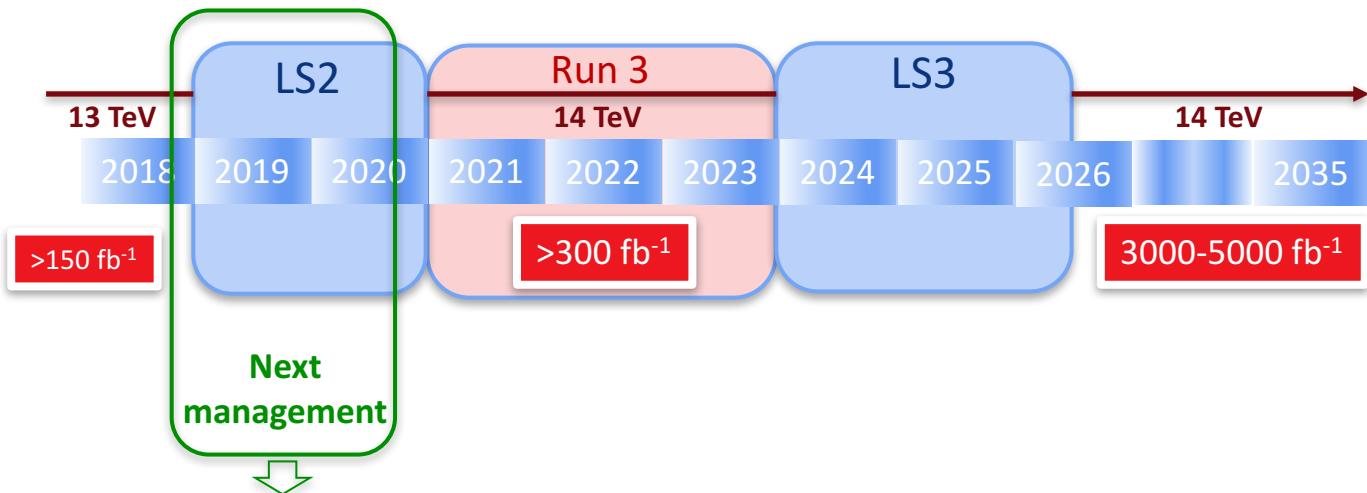 LS2
Run 3
LS3
13 TeV
14 TeV
14 TeV
2018
2019
2020
2021
2022
2023
2024
2025
2026
2035
>150 fb⁻¹
>300 fb⁻¹
3000-5000 fb⁻¹
Next
management